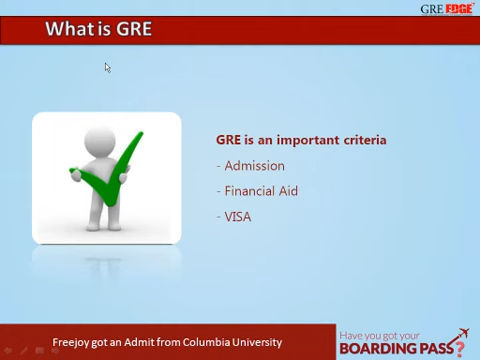 GRE EDGE
What is GRE
GRE is an important criteria
- Admission
- Financial Aid
- VISA
Freejoy got an Admit from Columbia University
Have you got your
BOARDING PASS?